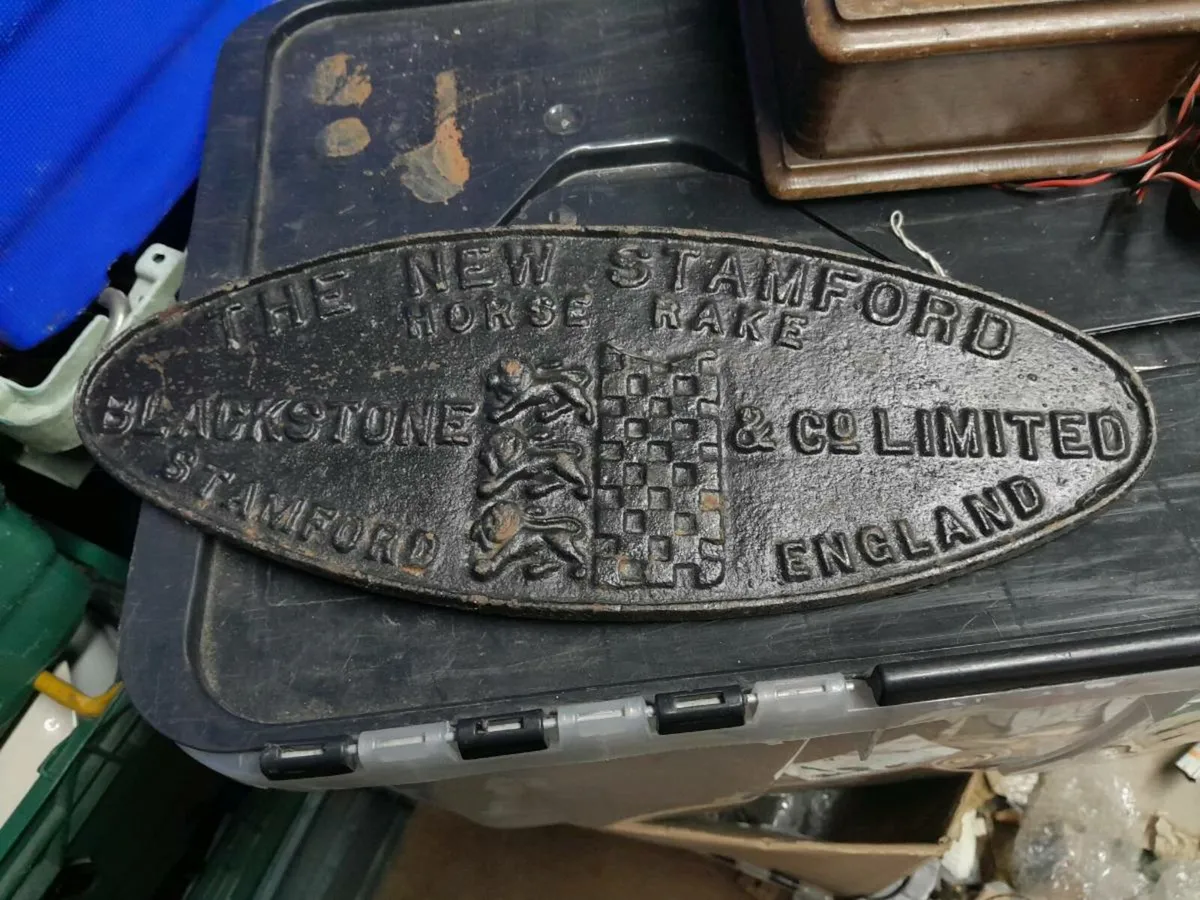 THE NEW STAMFORD
HORSE RAKE
BLACKSTONE & Co LIMITED
STAMFORD ENGLAND